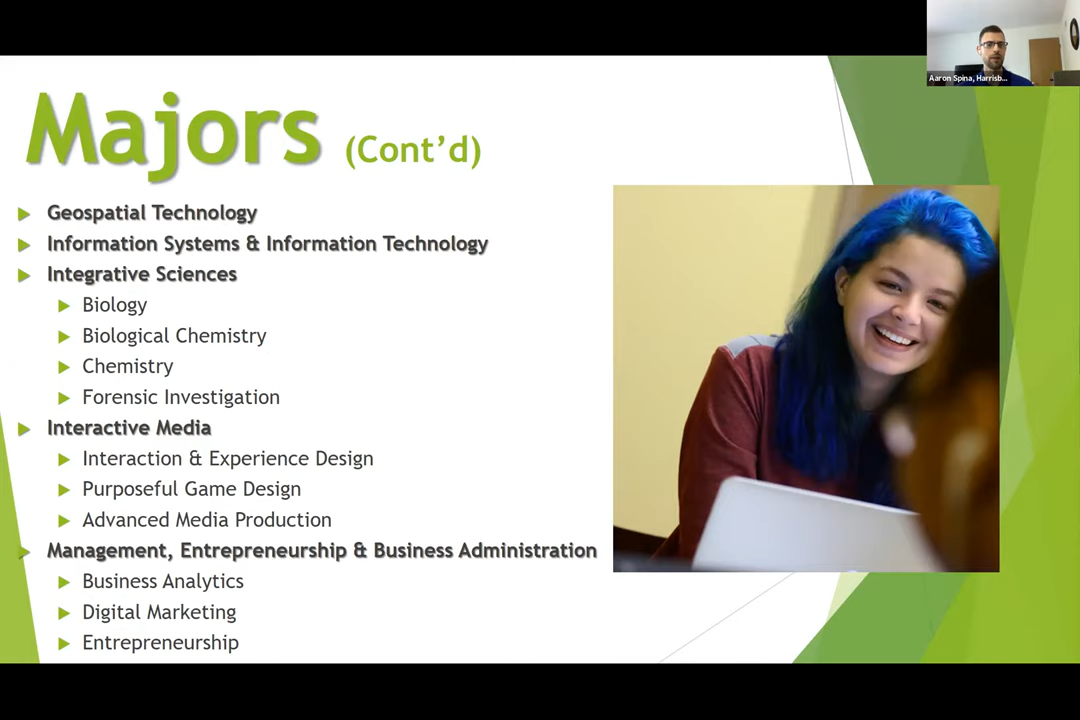 Aaron Spina, Harrisb...
Majors (Cont'd)
Geospatial Technology
Information Systems & Information Technology
Integrative Sciences
Biology
Biological Chemistry
Chemistry
Forensic Investigation
Interactive Media
Interaction & Experience Design
Purposeful Game Design
Advanced Media Production
Management, Entrepreneurship & Business Administration
Business Analytics
Digital Marketing
Entrepreneurship